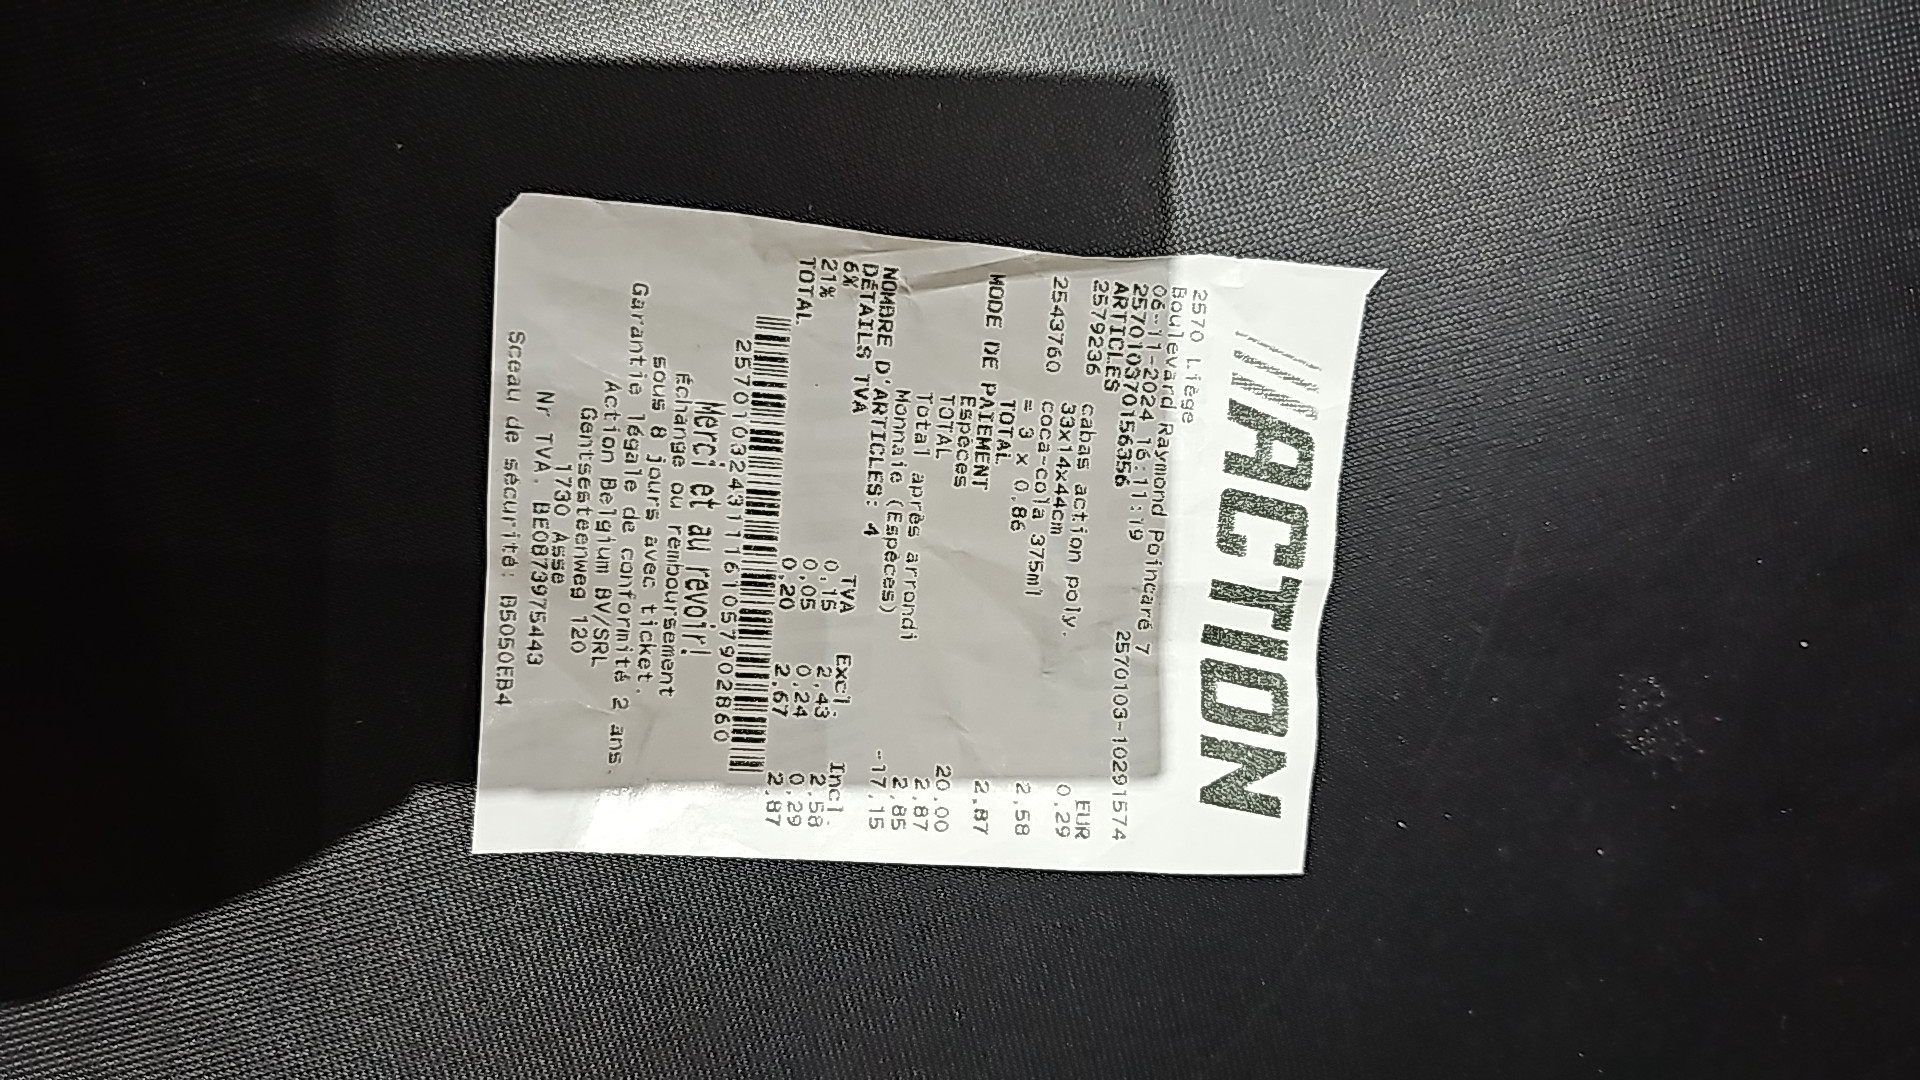 ACTION
2570 Liège
Boulevard Raymond Poincaré 7
06-11-2024 16:11:19 2570103-10291574
257010370156356
ARTICLES EUR
2579236 cabas action poly. 0,29
33x14x44cm
2543760 coca-cola 375ml
= 3 x 0,86 2,58
TOTAL 2,87
MODE DE PAIEMENT
Espèces 20,00
TOTAL 2,87
Total après arrondi 2,85
Monnaie (Espèces) -17,15
NOMBRE D'ARTICLES: 4
DÉTAILS TVA TVA Excl. Incl.
6% 0,15 2,43 2,58
21% 0,05 0,24 0,29
TOTAL 0,20 2,67 2,87
2570103243111161057902860
Merci et au revoir!
Échange ou remboursement
sous 8 jours avec ticket.
Garantie légale de conformité 2 ans.
Action Belgium BV/SRL
Gentsesteenweg 120
1730 Asse
Nr TVA. BE0873975443
Sceau de sécurité: B5050EB4